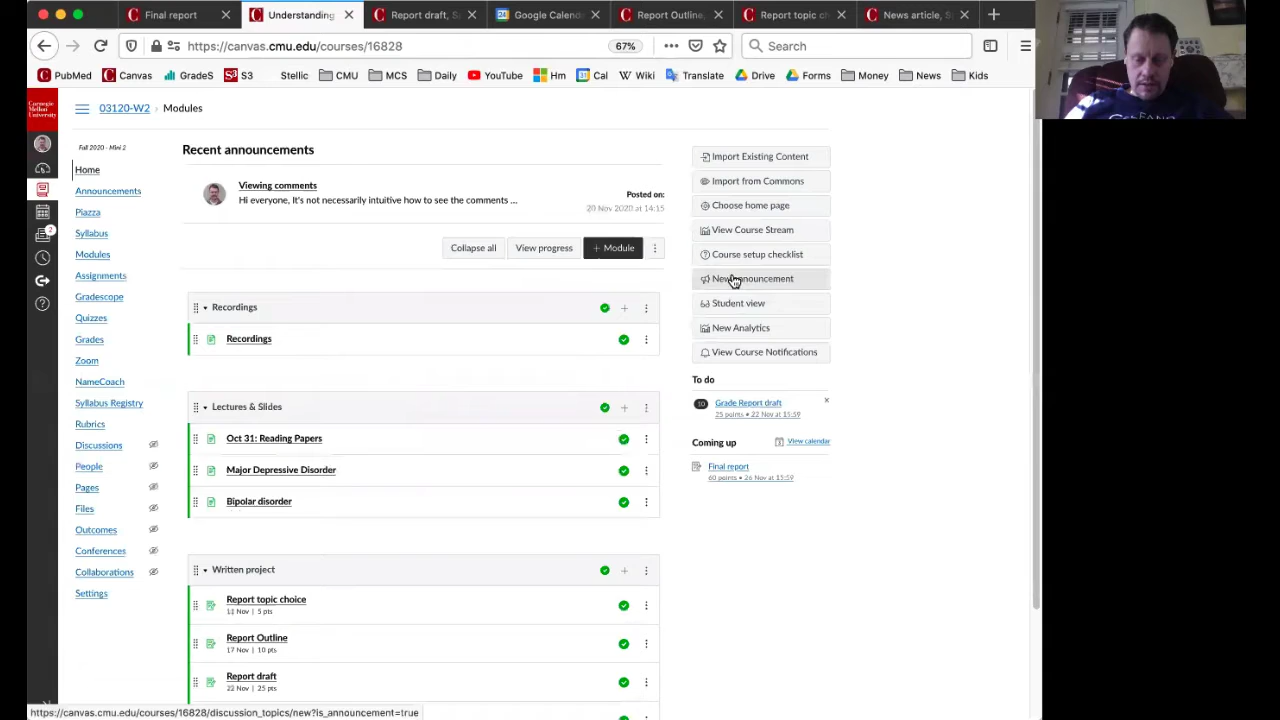 Final report
Understanding
Report draft, S
Google Calend
Report Outline,
Report topic ch
News article, S
https://canvas.cmu.edu/courses/16828
67%
Search
PubMed
Canvas
GradeS
S3
Stellic
CMU
MCS
Daily
YouTube
Hm
Cal
Wiki
Translate
Drive
Forms
Money
News
Kids
Carnegie
Mellon
University
03120-W2 › Modules
Fall 2020 - Mini 2
Home
Announcements
Piazza
Syllabus
Modules
Assignments
Gradescope
Quizzes
Grades
Zoom
NameCoach
Syllabus Registry
Rubrics
Discussions
People
Pages
Files
Outcomes
Conferences
Collaborations
Settings
2
Recent announcements
Viewing comments
Hi everyone, It's not necessarily intuitive how to see the comments ...
Posted on:
20 Nov 2020 at 14:15
Collapse all
View progress
+ Module
Recordings
Recordings
Lectures & Slides
Oct 31: Reading Papers
Major Depressive Disorder
Bipolar disorder
Written project
Report topic choice
5 pts
Report Outline
17 Nov | 10 pts
Report draft
22 Nov | 25 pts
Import Existing Content
Import from Commons
Choose home page
View Course Stream
Course setup checklist
New announcement
Student view
New Analytics
View Course Notifications
To do
10
Grade Report draft
25 points • 22 Nov at 15:59
Coming up
View calendar
Final report
60 points • 26 Nov at 15:59
https://canvas.cmu.edu/courses/16828/discussion_topics/new?is_announcement=true